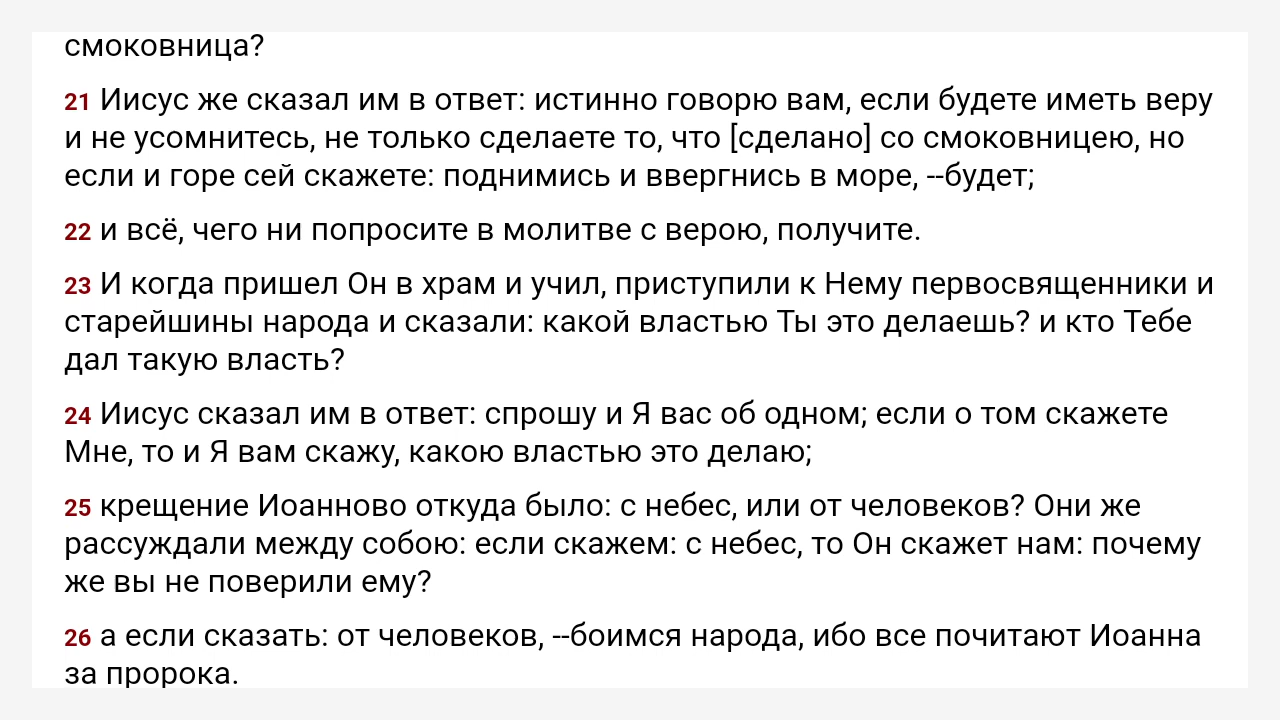 смоковница?
21 Иисус же сказал им в ответ: истинно говорю вам, если будете иметь веру
и не усомнитесь, не только сделаете то, что [сделано] со смоковницею, но
если и горе сей скажете: поднимись и ввергнись в море, --будет;
22 и всё, чего ни попросите в молитве с верою, получите.
23 И когда пришел Он в храм и учил, приступили к Нему первосвященники и
старейшины народа и сказали: какой властью Ты это делаешь? и кто Тебе
дал такую власть?
24 Иисус сказал им в ответ: спрошу и Я вас об одном; если о том скажете
Мне, то и Я вам скажу, какою властью это делаю;
25 крещение Иоанново откуда было: с небес, или от человеков? Они же
рассуждали между собою: если скажем: с небес, то Он скажет нам: почему
же вы не поверили ему?
26 а если сказать: от человеков, --боимся народа, ибо все почитают Иоанна
за пророка.